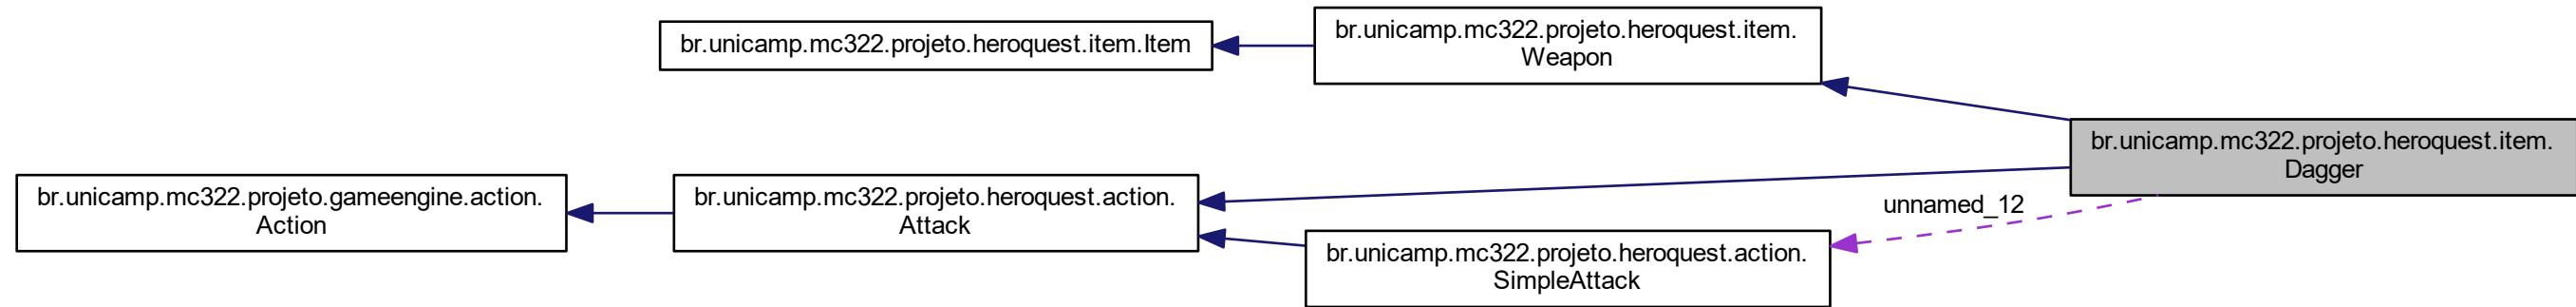 br.unicamp.mc322.projeto.heroquest.item.Item
br.unicamp.mc322.projeto.heroquest.item.
Weapon
br.unicamp.mc322.projeto.heroquest.item.
Dagger
br.unicamp.mc322.projeto.gameengine.action.
Action
br.unicamp.mc322.projeto.heroquest.action.
Attack
unnamed_12
br.unicamp.mc322.projeto.heroquest.action.
SimpleAttack